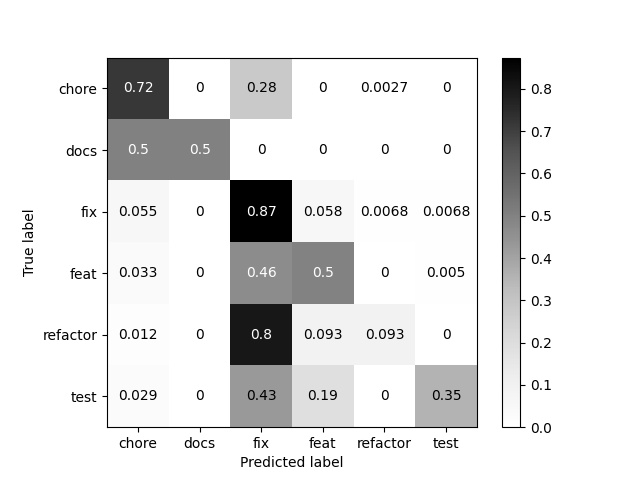 chore 0.72 0 0.28 0 0.0027 0
docs 0.5 0.5 0 0 0 0
fix 0.055 0 0.87 0.058 0.0068 0.0068
feat 0.033 0 0.46 0.5 0 0.005
refactor 0.012 0 0.8 0.093 0.093 0
test 0.029 0 0.43 0.19 0 0.35
chore docs fix feat refactor test
Predicted label
True label
0.8
0.7
0.6
0.5
0.4
0.3
0.2
0.1
0.0